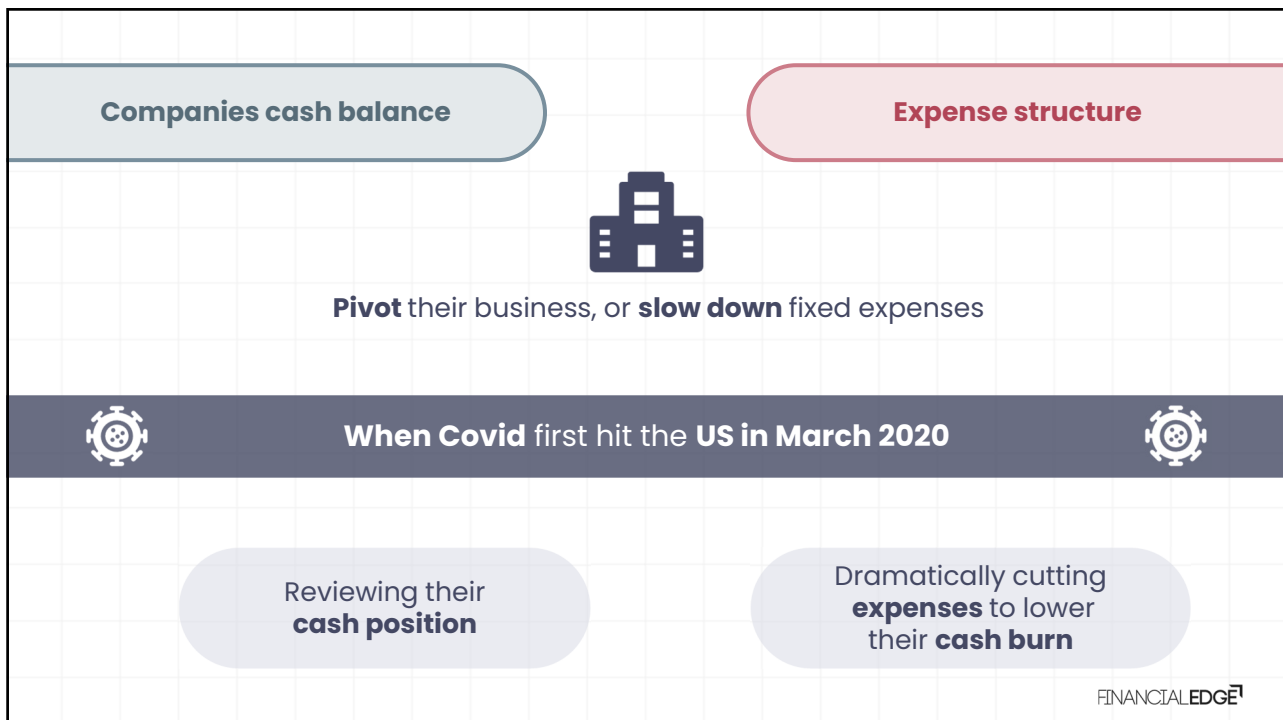 Companies cash balance
Expense structure
Pivot their business, or slow down fixed expenses
When Covid first hit the US in March 2020
Reviewing their
cash position
Dramatically cutting
expenses to lower
their cash burn
FINANCIALEDGE